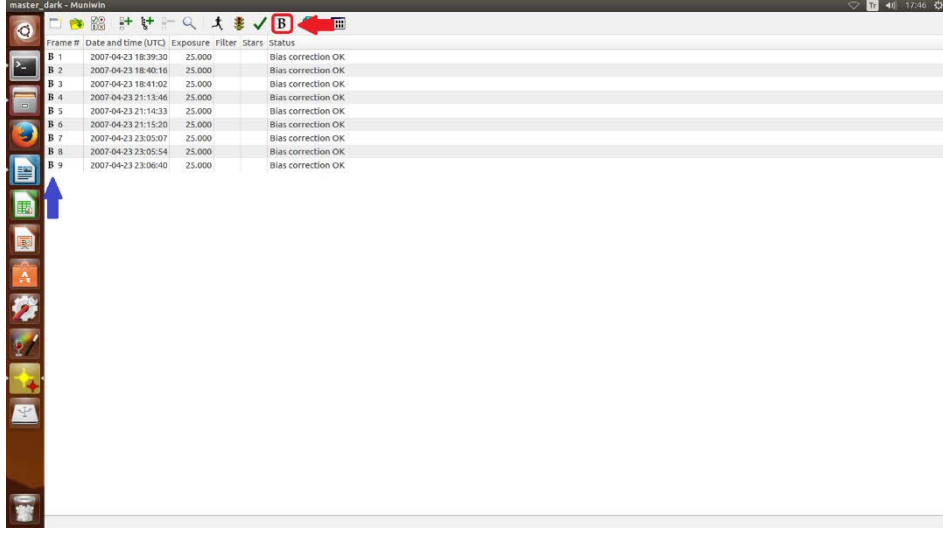 master_dark - Muniwin
Tr 17:46
B
Frame # Date and time (UTC) Exposure Filter Stars Status
B 1 2007-04-23 18:39:30 25.000 Bias correction OK
B 2 2007-04-23 18:40:16 25.000 Bias correction OK
B 3 2007-04-23 18:41:02 25.000 Bias correction OK
B 4 2007-04-23 21:13:46 25.000 Bias correction OK
B 5 2007-04-23 21:14:33 25.000 Bias correction OK
B 6 2007-04-23 21:15:20 25.000 Bias correction OK
B 7 2007-04-23 23:05:07 25.000 Bias correction OK
B 8 2007-04-23 23:05:54 25.000 Bias correction OK
B 9 2007-04-23 23:06:40 25.000 Bias correction OK